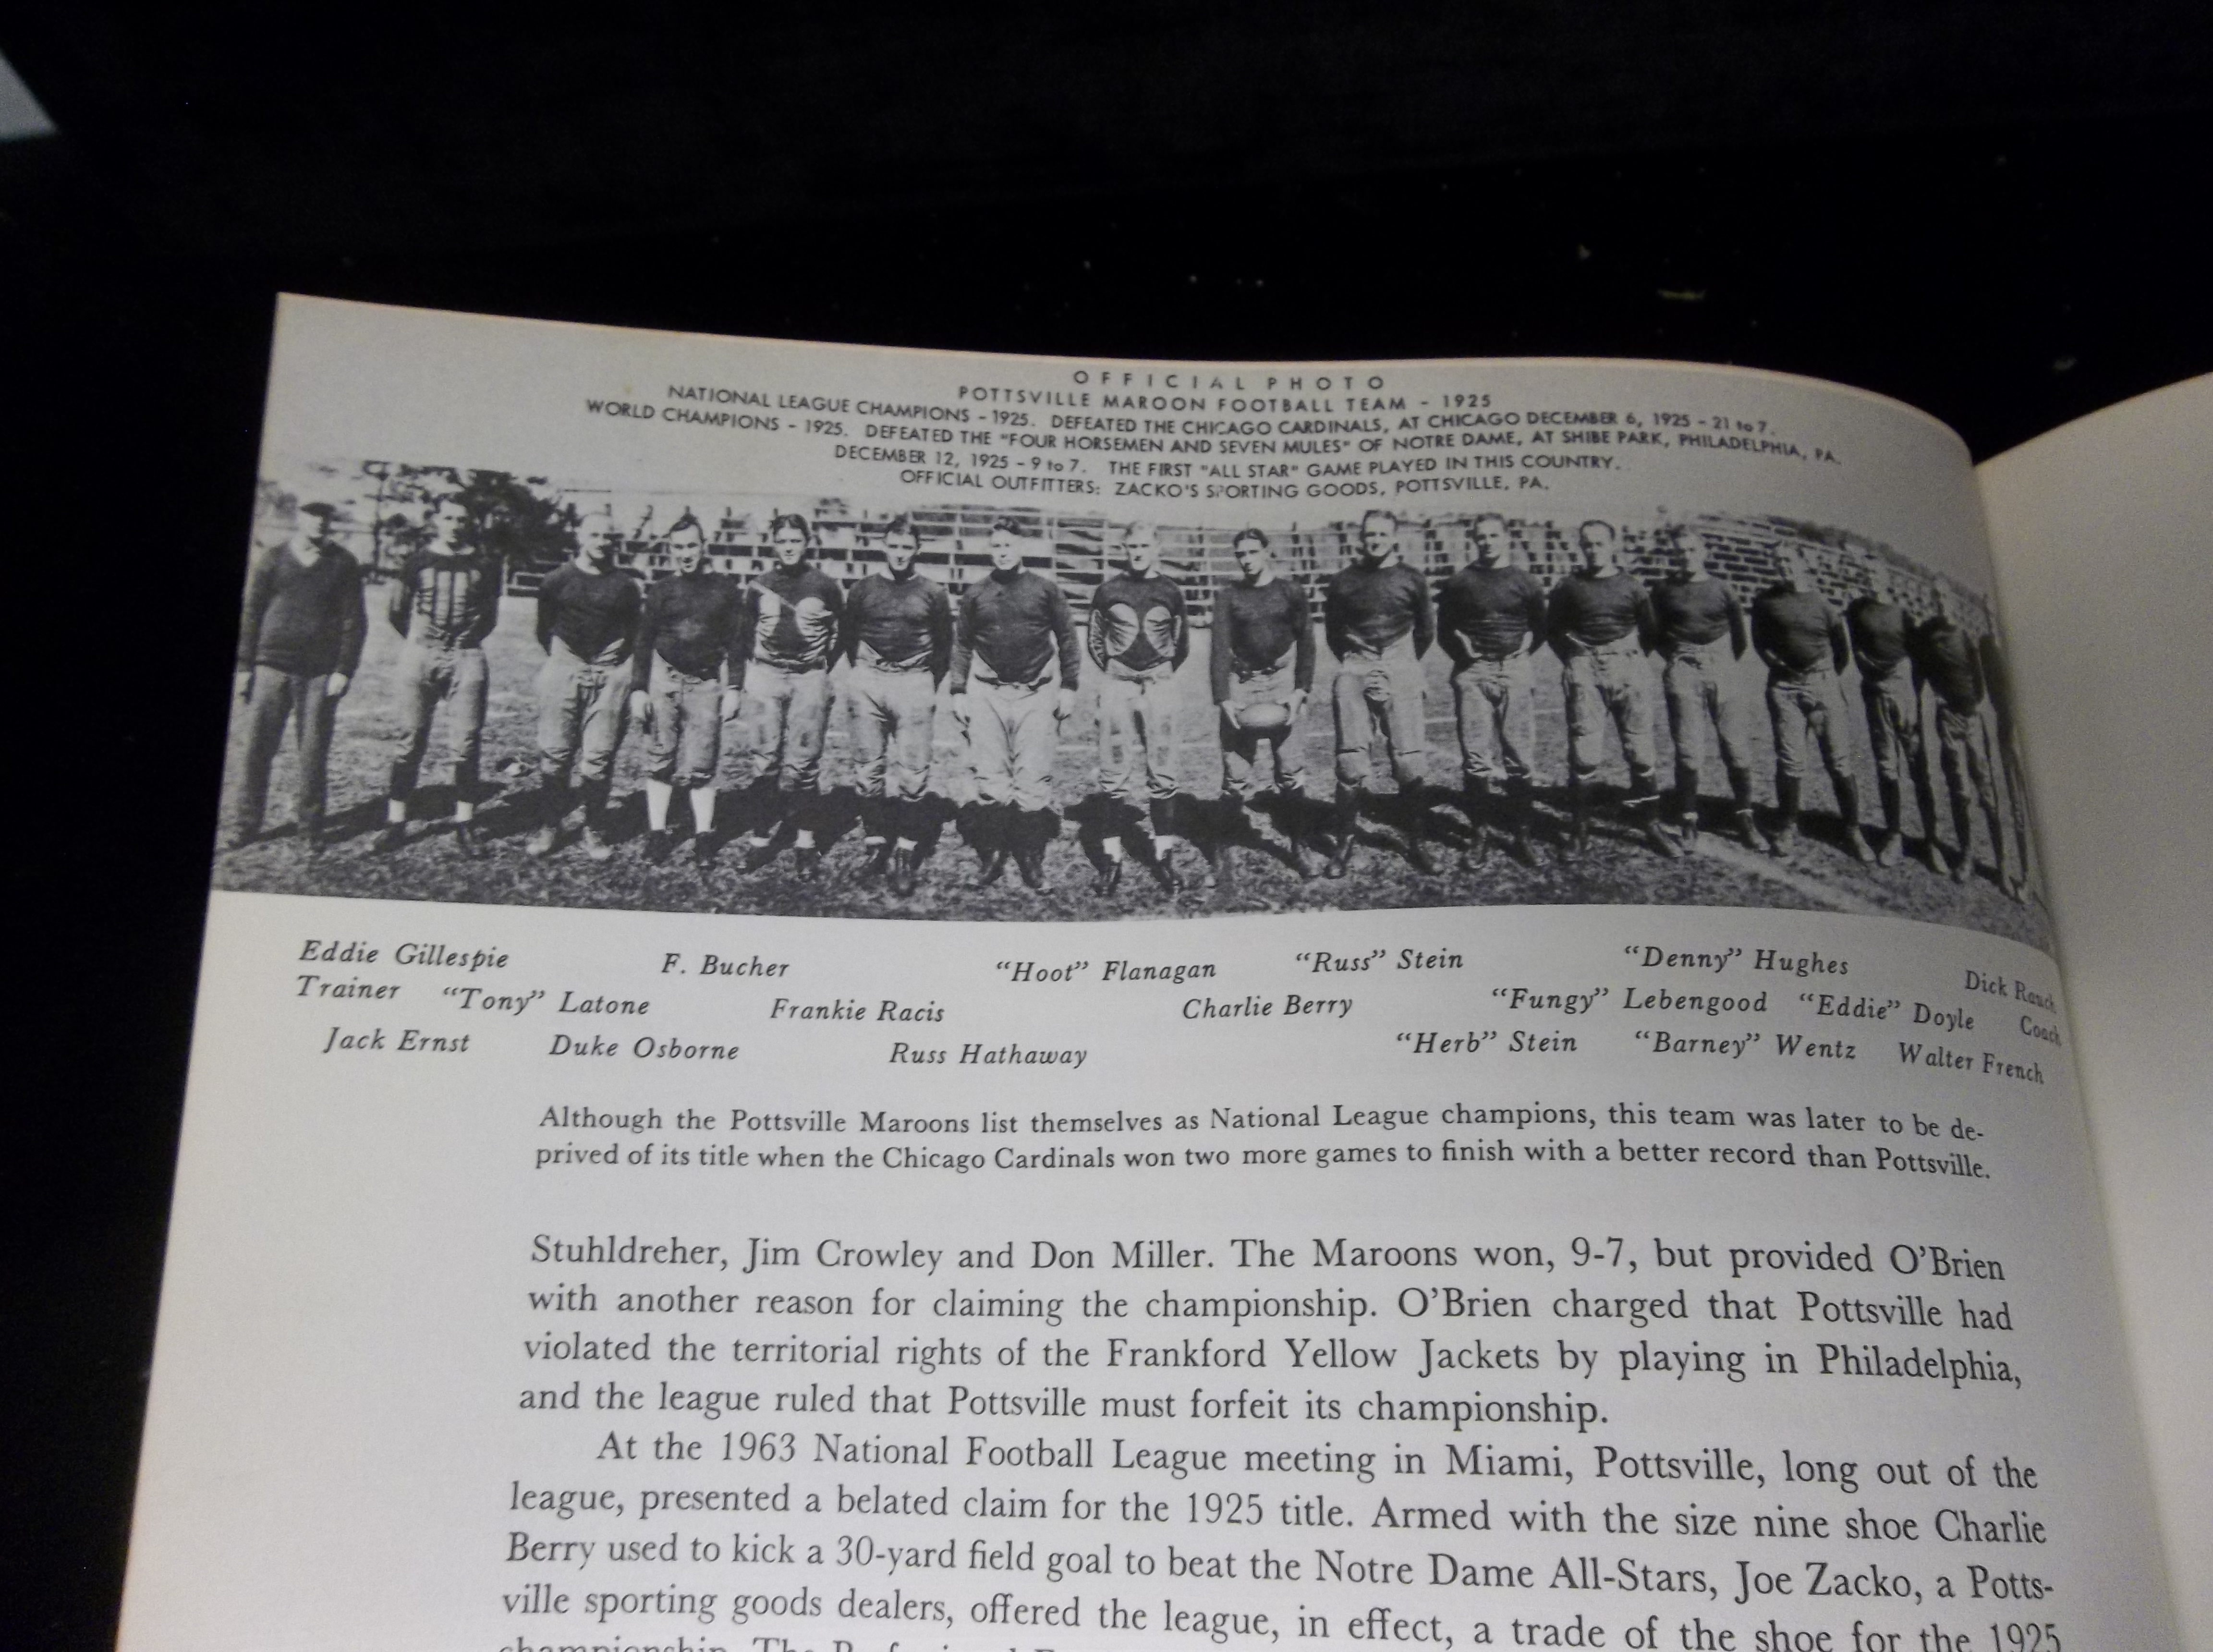 OFFICIAL PHOTO
POTTSVILLE MAROON FOOTBALL TEAM - 1925
NATIONAL LEAGUE CHAMPIONS - 1925. DEFEATED THE CHICAGO CARDINALS, AT CHICAGO DECEMBER 6, 1925 - 21 to 7.
WORLD CHAMPIONS - 1925. DEFEATED THE "FOUR HORSEMEN AND SEVEN MULES" OF NOTRE DAME, AT SHIBE PARK, PHILADELPHIA, PA.
DECEMBER 12, 1925 - 9 to 7. THE FIRST "ALL STAR" GAME PLAYED IN THIS COUNTRY.
OFFICIAL OUTFITTERS: ZACKO'S SPORTING GOODS, POTTSVILLE, PA.
Eddie Gillespie F. Bucher "Hoot" Flanagan "Russ" Stein "Denny" Hughes Dick Rauch
Trainer "Tony" Latone Frankie Racis Charlie Berry "Fungy" Lebengood "Eddie" Doyle Coach
Jack Ernst Duke Osborne Russ Hathaway "Herb" Stein "Barney" Wentz Walter French
Although the Pottsville Maroons list themselves as National League champions, this team was later to be de-
prived of its title when the Chicago Cardinals won two more games to finish with a better record than Pottsville.
Stuhldreher, Jim Crowley and Don Miller. The Maroons won, 9-7, but provided O'Brien
with another reason for claiming the championship. O'Brien charged that Pottsville had
violated the territorial rights of the Frankford Yellow Jackets by playing in Philadelphia,
and the league ruled that Pottsville must forfeit its championship.
At the 1963 National Football League meeting in Miami, Pottsville, long out of the
league, presented a belated claim for the 1925 title. Armed with the size nine shoe Charlie
Berry used to kick a 30-yard field goal to beat the Notre Dame All-Stars, Joe Zacko, a Potts-
ville sporting goods dealers, offered the league, in effect, a trade of the shoe for the 1925
championship. The